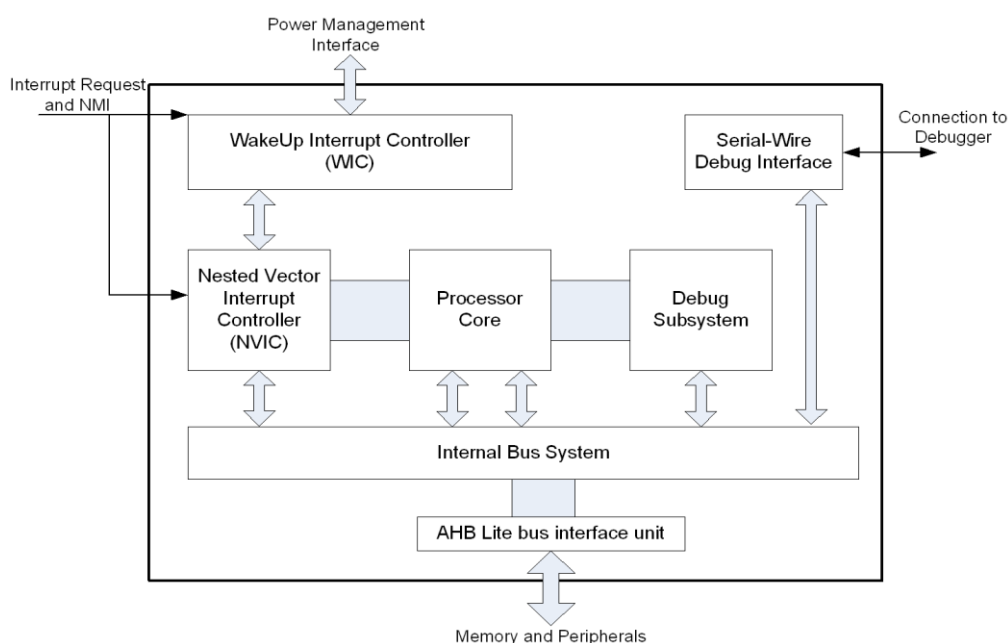 Power Management
Interface
Interrupt Request
and NMI
WakeUp Interrupt Controller
(WIC)
Serial-Wire
Debug Interface
Connection to
Debugger
Nested Vector
Interrupt
Controller
(NVIC)
Processor
Core
Debug
Subsystem
Internal Bus System
AHB Lite bus interface unit
Memory and Peripherals